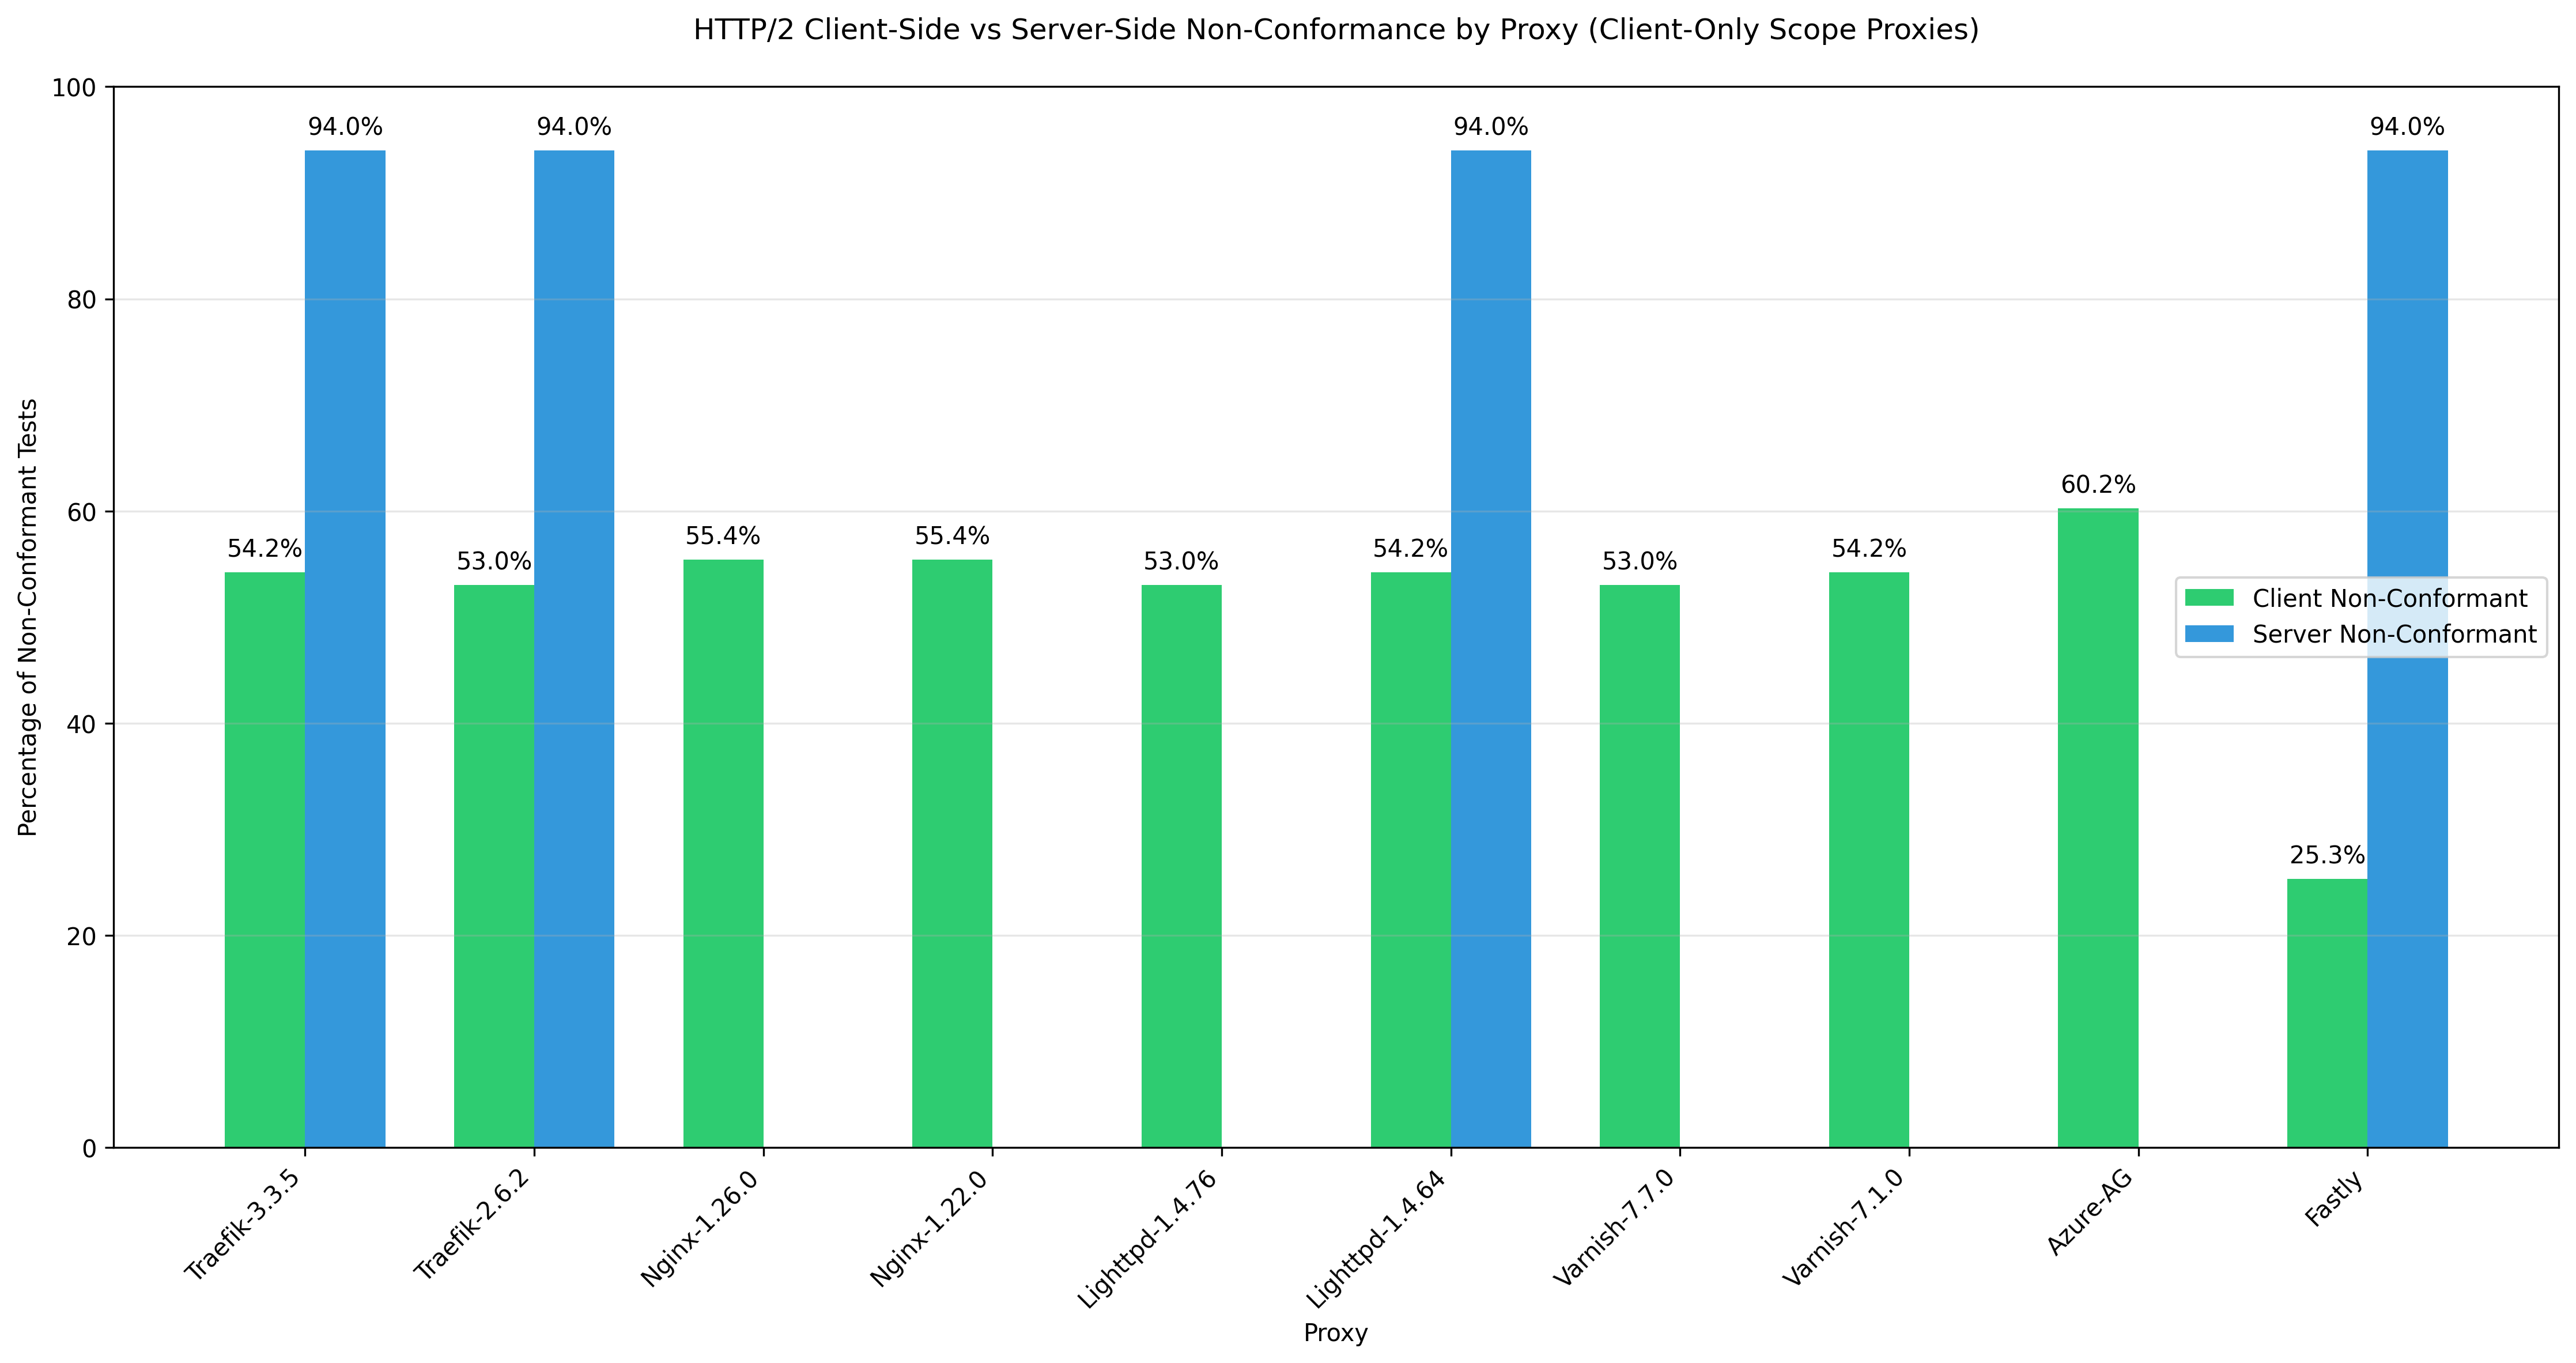 HTTP/2 Client-Side vs Server-Side Non-Conformance by Proxy (Client-Only Scope Proxies)
Percentage of Non-Conformant Tests
100
80
60
40
20
0
54.2%
94.0%
53.0%
94.0%
55.4%
55.4%
53.0%
54.2%
94.0%
53.0%
54.2%
60.2%
25.3%
94.0%
Client Non-Conformant
Server Non-Conformant
Traefik-3.3.5
Traefik-2.6.2
Nginx-1.26.0
Nginx-1.22.0
Lighttpd-1.4.76
Lighttpd-1.4.64
Varnish-7.7.0
Varnish-7.1.0
Azure-AG
Fastly
Proxy